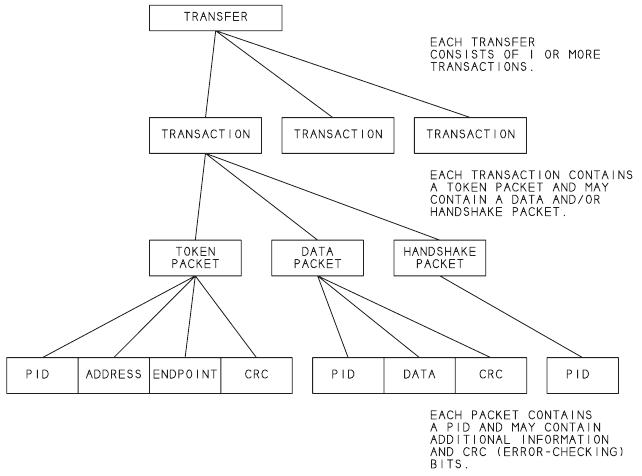 TRANSFER
EACH TRANSFER
CONSISTS OF 1 OR MORE
TRANSACTIONS.
TRANSACTION
TRANSACTION
TRANSACTION
EACH TRANSACTION CONTAINS
A TOKEN PACKET AND MAY
CONTAIN A DATA AND/OR
HANDSHAKE PACKET.
TOKEN
PACKET
DATA
PACKET
HANDSHAKE
PACKET
PID
ADDRESS
ENDPOINT
CRC
PID
DATA
CRC
PID
EACH PACKET CONTAINS
A PID AND MAY CONTAIN
ADDITIONAL INFORMATION
AND CRC (ERROR-CHECKING)
BITS.